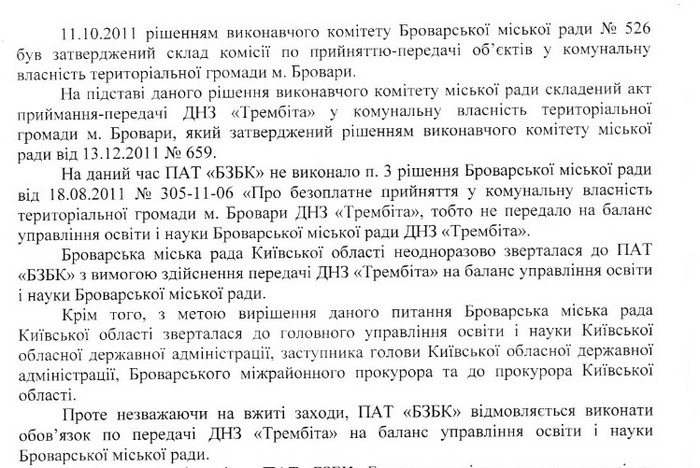 11.10.2011 рішенням виконавчого комітету Броварської міської ради № 526
був затверджений склад комісії по прийняттю-передачі об’єктів у комунальну
власність територіальної громади м. Бровари.
На підставі даного рішення виконавчого комітету міської ради складений акт
приймання-передачі ДНЗ «Трембіта» у комунальну власність територіальної
громади м. Бровари, який затверджений рішенням виконавчого комітету міської
ради від 13.12.2011 № 659.
На даний час ПАТ «БЗБК» не виконало п. 3 рішення Броварської міської ради
від 18.08.2011 № 305-11-06 «Про безоплатне прийняття у комунальну власність
територіальної громади м. Бровари ДНЗ «Трембіта», тобто не передало на баланс
управління освіти і науки Броварської міської ради ДНЗ «Трембіта».
Броварська міська рада Київської області неодноразово зверталася до ПАТ
«БЗБК» з вимогою здійснення передачі ДНЗ «Трембіта» на баланс управління освіти
і науки Броварської міської ради.
Крім того, з метою вирішення даного питання Броварська міська рада
Київської області зверталася до головного управління освіти і науки Київської
обласної державної адміністрації, заступника голови Київської обласної державної
адміністрації, Броварського міжрайонного прокурора та до прокурора Київської
області.
Проте незважаючи на вжиті заходи, ПАТ «БЗБК» відмовляється виконати
обов’язок по передачі ДНЗ «Трембіта» на баланс управління освіти і науки
Броварської міської ради.